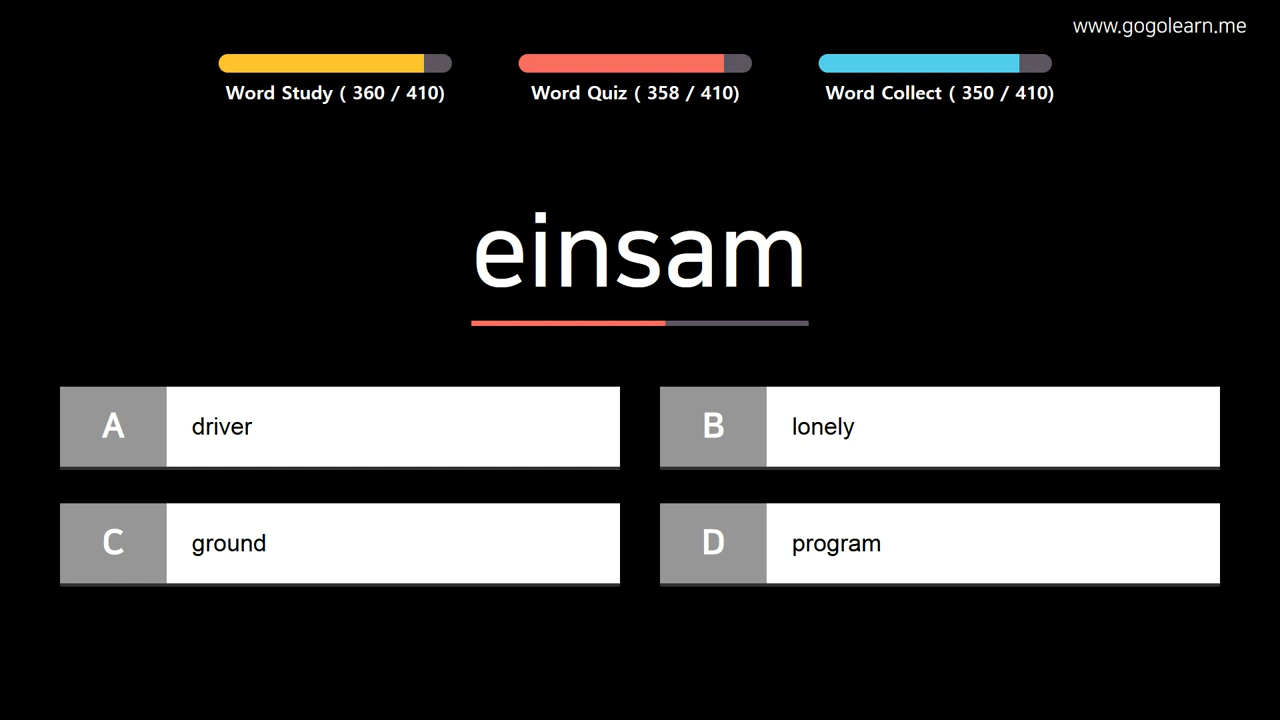 www.gogolearn.me
Word Study ( 360 / 410)
Word Quiz ( 358 / 410)
Word Collect ( 350 / 410)
einsam
A driver
B lonely
C ground
D program